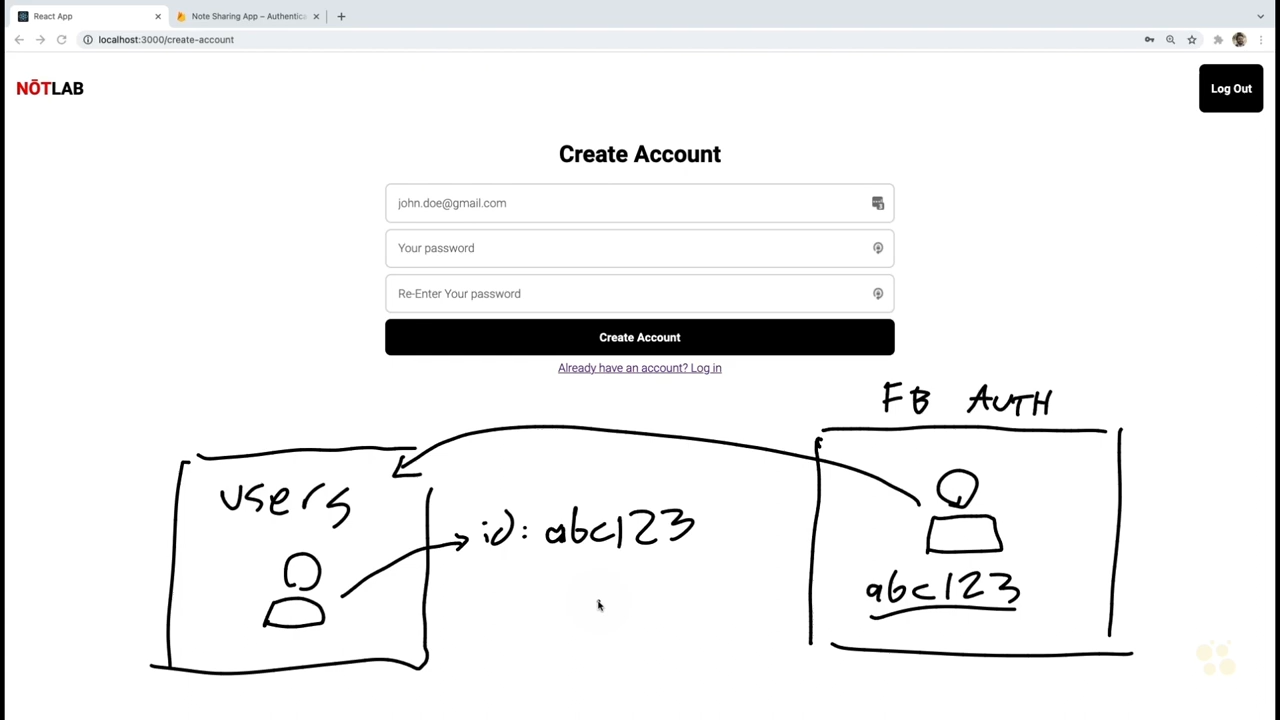 React App
Note Sharing App – Authentica
localhost:3000/create-account
NŌTLAB
Log Out
Create Account
john.doe@gmail.com
Your password
Re-Enter Your password
Create Account
Already have an account? Log in
FB AUTH
users
id: abc123
abc123